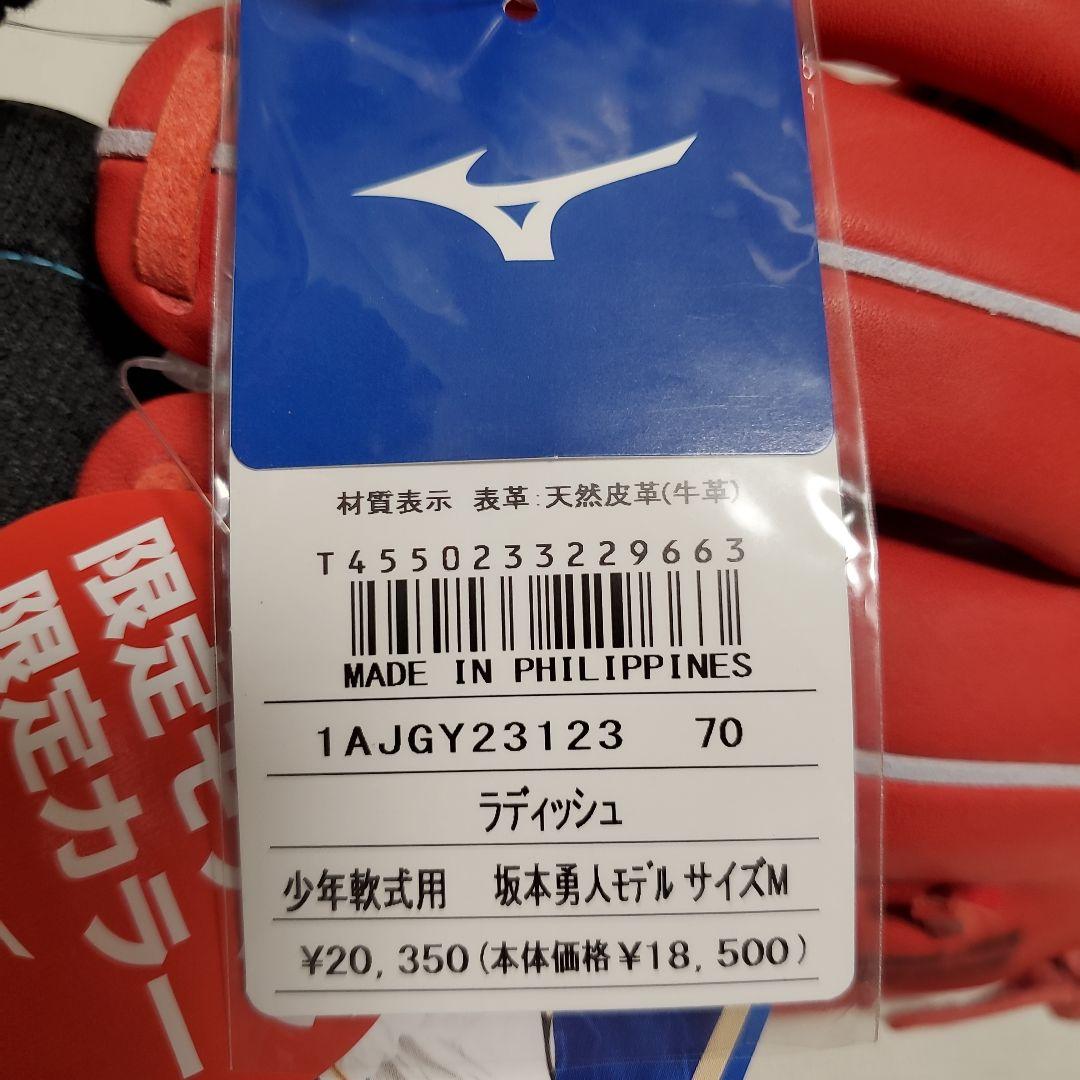 材質表示 表革:天然皮革(牛革)
T4550233229663
MADE IN PHILIPPINES
1AJGY23123 70
ラディッシュ
少年軟式用 坂本勇人モデル サイズM
¥20,350(本体価格¥18,500)
限定モ
限定カラー